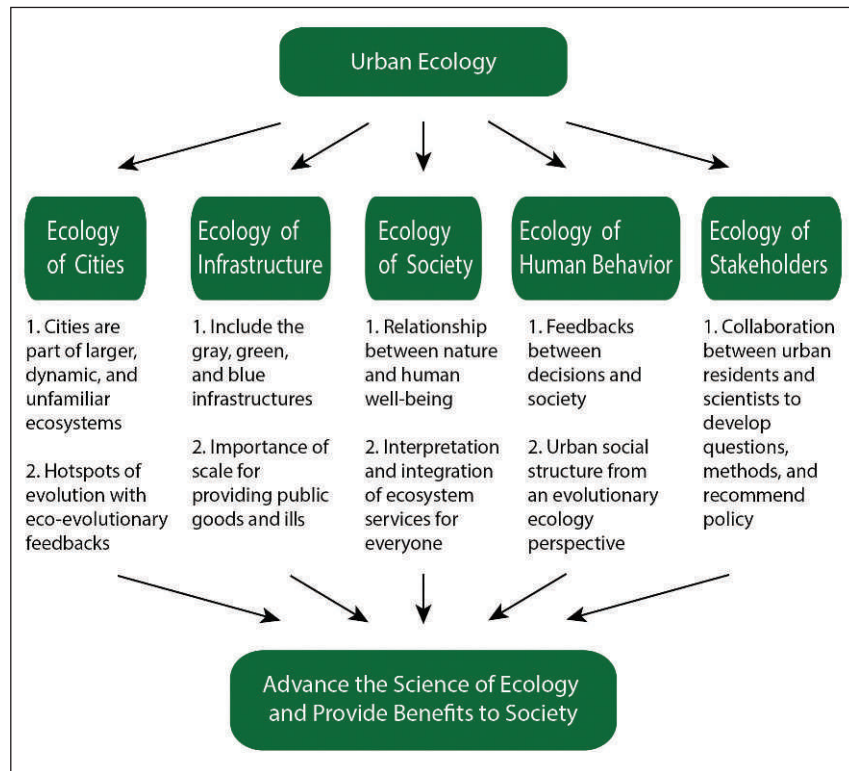 Urban Ecology
Ecology
of Cities
Ecology of
Infrastructure
Ecology
of Society
Ecology of
Human Behavior
Ecology of
Stakeholders
1. Cities are
part of larger,
dynamic, and
unfamiliar
ecosystems
2. Hotspots of
evolution with
eco-evolutionary
feedbacks
1. Include the
gray, green,
and blue
infrastructures
2. Importance of
scale for
providing public
goods and ills
1. Relationship
between nature
and human
well-being
2. Interpretation
and integration
of ecosystem
services for
everyone
1. Feedbacks
between
decisions and
society
2. Urban social
structure from
an evolutionary
ecology
perspective
1. Collaboration
between urban
residents and
scientists to
develop
questions,
methods, and
recommend
policy
Advance the Science of Ecology
and Provide Benefits to Society